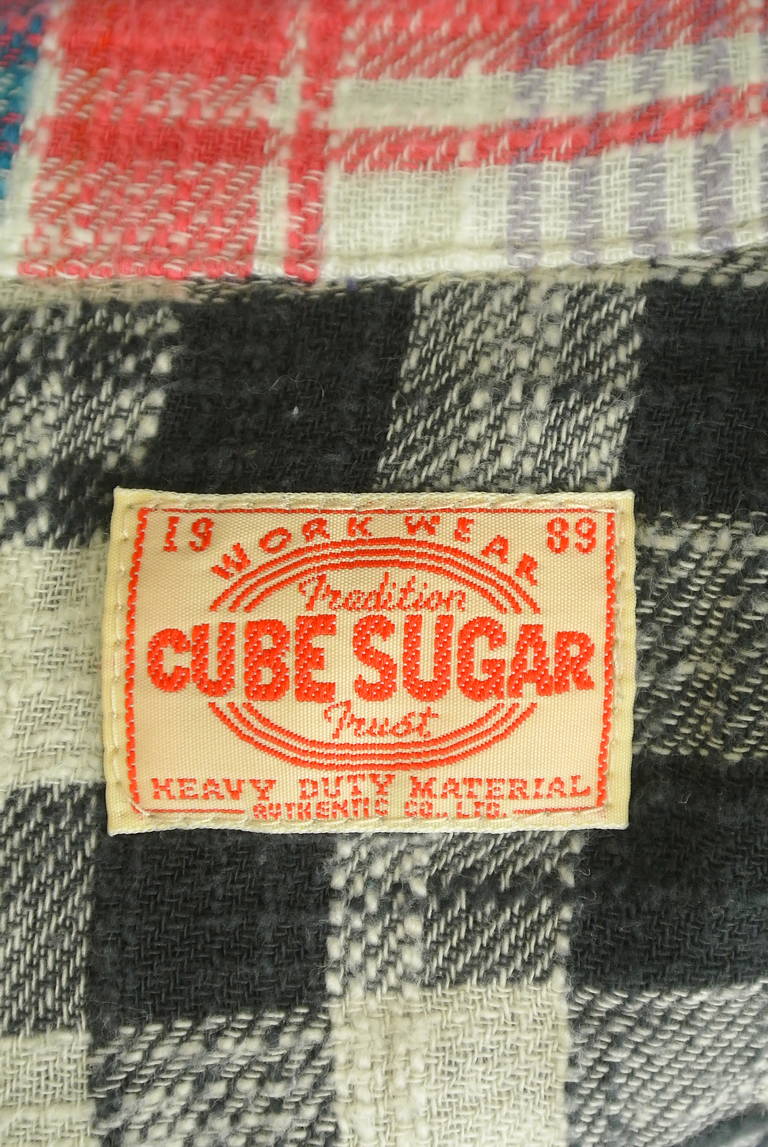 19 WORK WEAR 89
Tradition
CUBE SUGAR
Trust
HEAVY DUTY MATERIAL
AUTHENTIC CO., LTD.